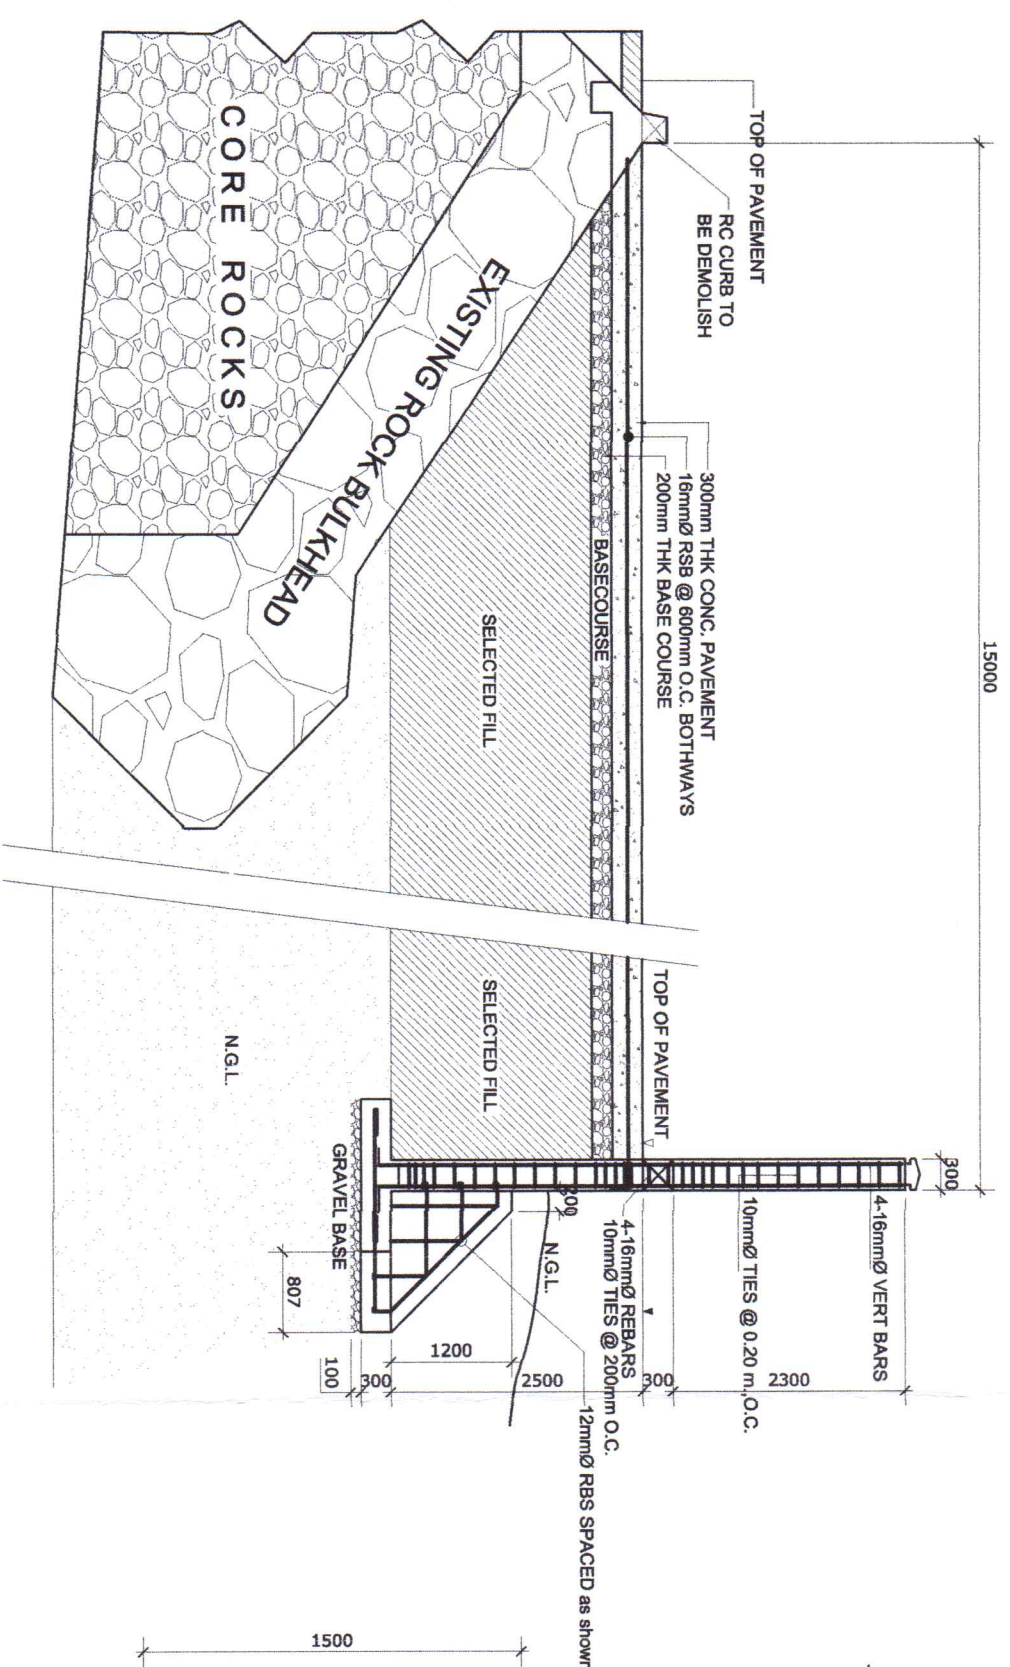 15000
TOP OF PAVEMENT
RC CURB TO
BE DEMOLISH
300mm THK CONC. PAVEMENT
16mmØ RSB @ 600mm O.C. BOTHWAYS
200mm THK BASE COURSE
BASECOURSE
CORE ROCKS
EXISTING ROCK BULKHEAD
SELECTED FILL
SELECTED FILL
N.G.L.
TOP OF PAVEMENT
300
4-16mmØ VERT BARS
10mmØ TIES @ 0.20 m.,O.C.
4-16mmØ REBARS
10mmØ TIES @ 200mm O.C.
200
N.G.L.
12mmØ RBS SPACED as shown
GRAVEL BASE
807
2300
300
2500
1200
300
100
1500